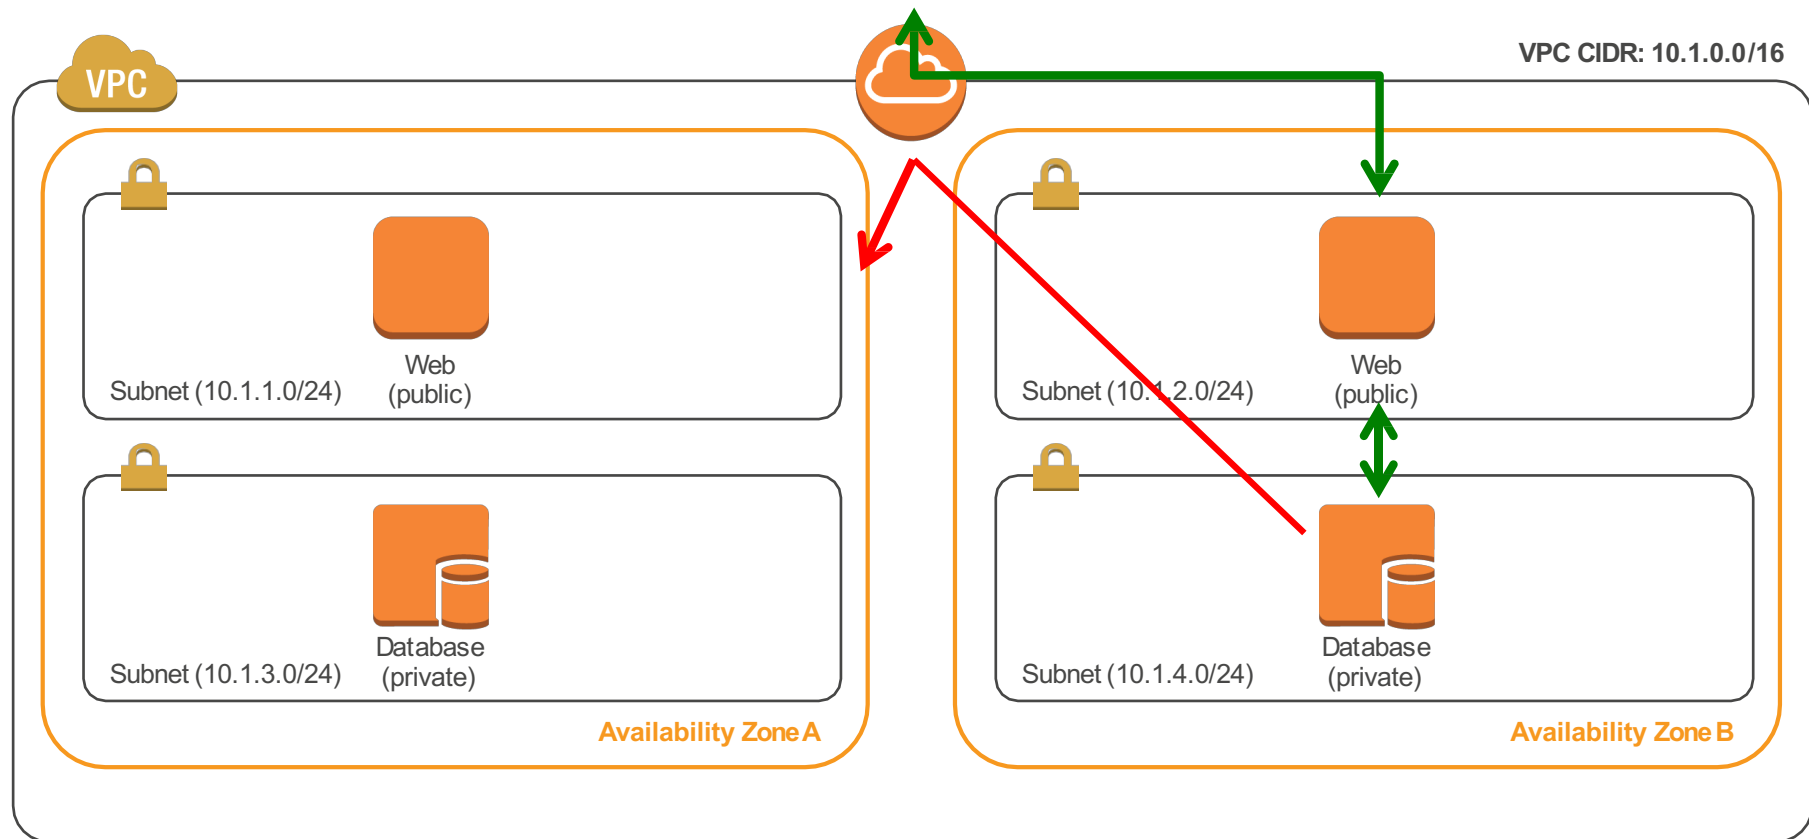 VPC
VPC CIDR: 10.1.0.0/16
Web
(public)
Subnet (10.1.1.0/24)
Web
(public)
Subnet (10.1.2.0/24)
Database
(private)
Subnet (10.1.3.0/24)
Database
(private)
Subnet (10.1.4.0/24)
Availability Zone A
Availability Zone B